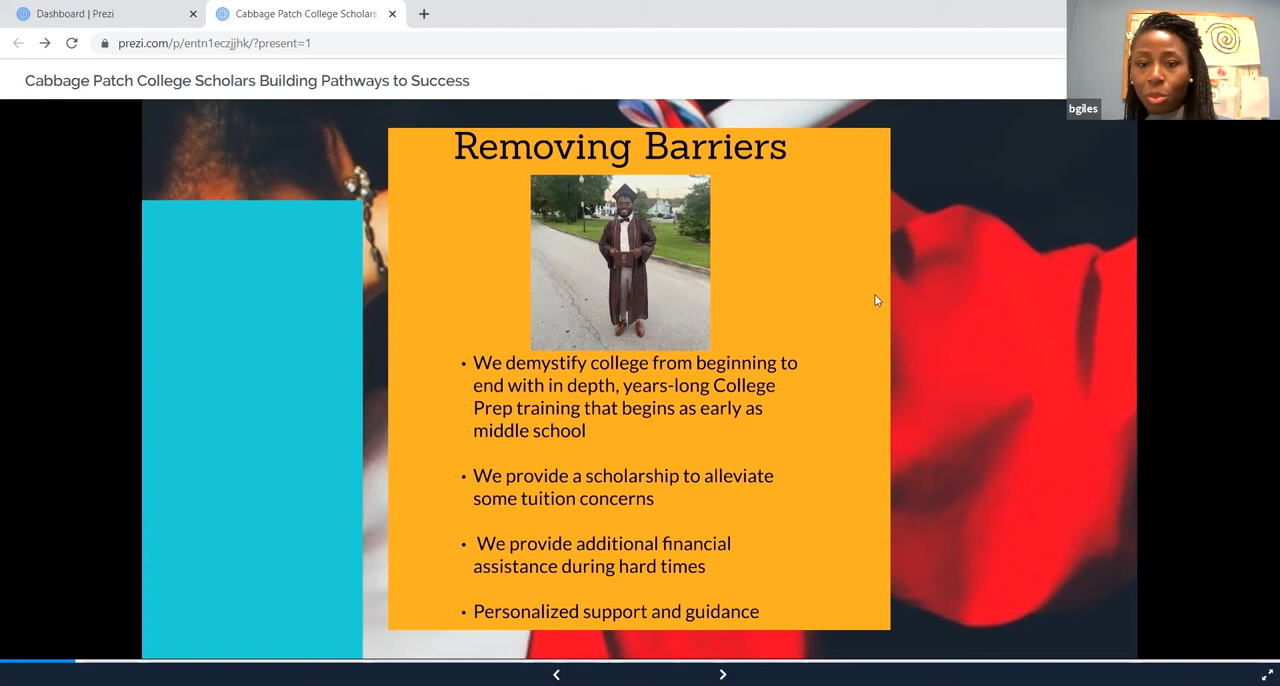 Dashboard | Prezi
Cabbage Patch College Scholars
prezi.com/p/entn1eczjjhk/?present=1
Cabbage Patch College Scholars Building Pathways to Success
bgiles
Removing Barriers
• We demystify college from beginning to
end with in depth, years-long College
Prep training that begins as early as
middle school
• We provide a scholarship to alleviate
some tuition concerns
• We provide additional financial
assistance during hard times
• Personalized support and guidance